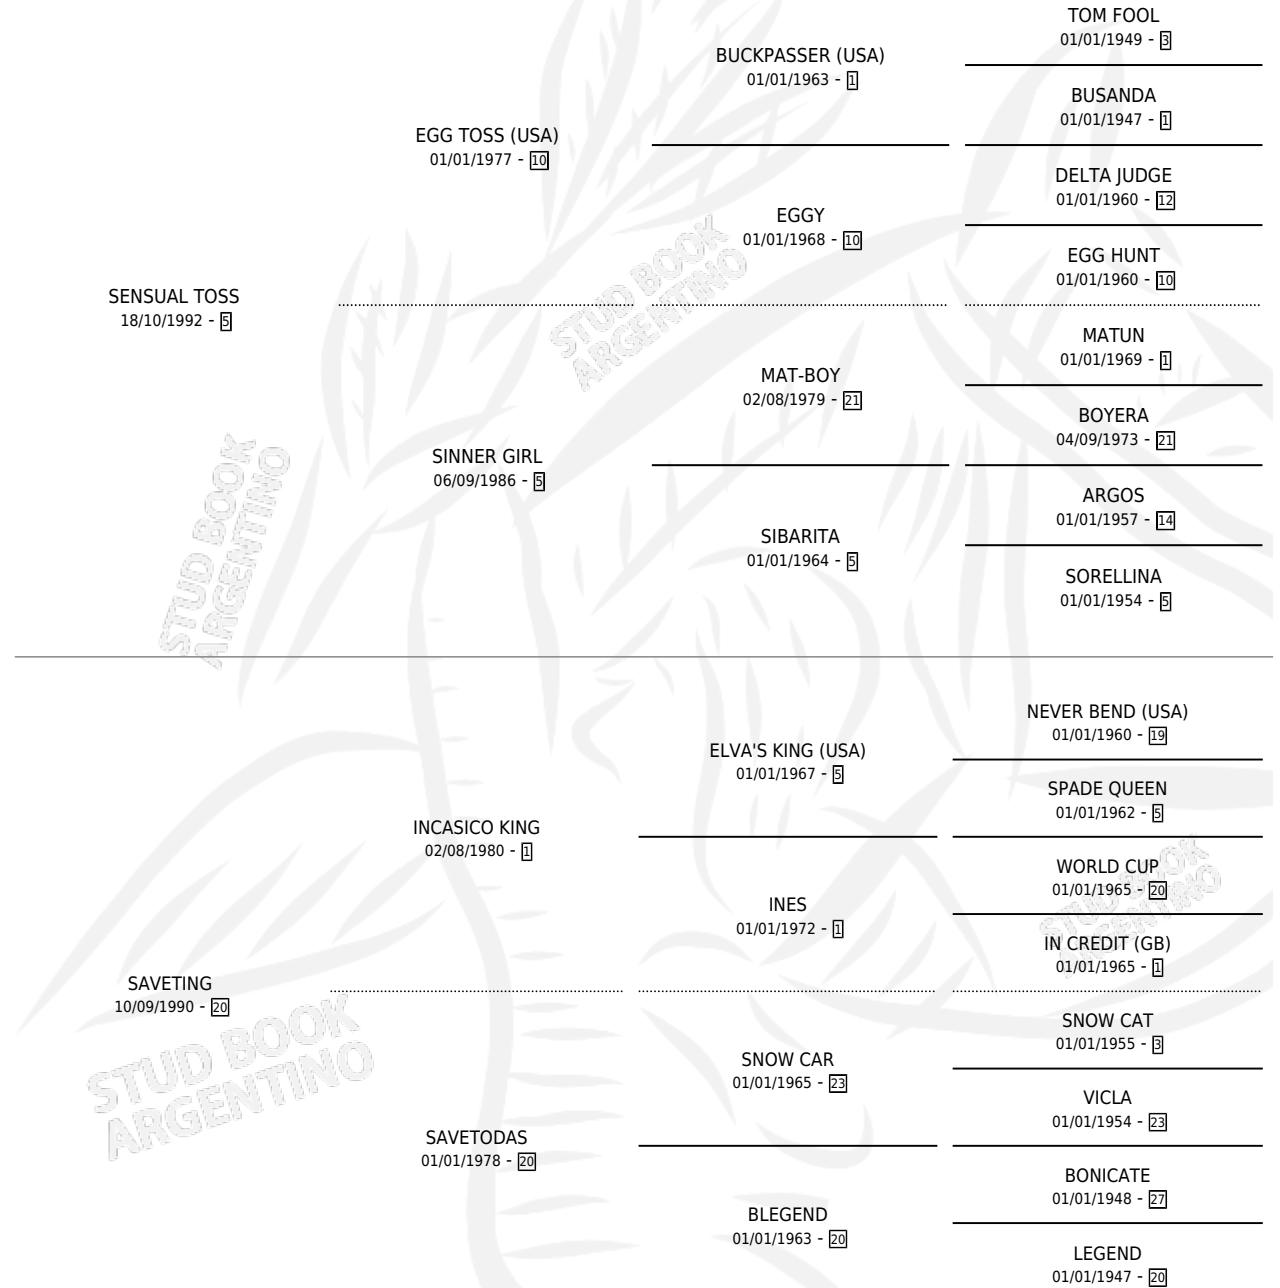 TOM FOOL
01/01/1949 - 3
BUCKPASSER (USA)
01/01/1963 - 1
BUSANDA
01/01/1947 - 1
EGG TOSS (USA)
01/01/1977 - 10
DELTA JUDGE
01/01/1960 - 12
EGGY
01/01/1968 - 10
EGG HUNT
01/01/1960 - 10
SENSUAL TOSS
18/10/1992 - 5
STUD BOOK
ARGENTINO
MATUN
01/01/1969 - 1
MAT-BOY
02/08/1979 - 21
BOYERA
04/09/1973 - 21
SINNER GIRL
06/09/1986 - 5
ARGOS
01/01/1957 - 14
SIBARITA
01/01/1964 - 5
SORELLINA
01/01/1954 - 5
STUD BOOK
ARGENTINO
NEVER BEND (USA)
01/01/1960 - 19
ELVA'S KING (USA)
01/01/1967 - 5
SPADE QUEEN
01/01/1962 - 5
INCASICO KING
02/08/1980 - 1
WORLD CUP
01/01/1965 - 20
INES
01/01/1972 - 1
STUD BOOK
ARGENTINO
IN CREDIT (GB)
01/01/1965 - 1
SAVETING
10/09/1990 - 20
SNOW CAT
01/01/1955 - 3
SNOW CAR
01/01/1965 - 23
STUD BOOK
ARGENTINO
VICLA
01/01/1954 - 23
SAVETODAS
01/01/1978 - 20
BONICATE
01/01/1948 - 27
BLEGEND
01/01/1963 - 20
LEGEND
01/01/1947 - 20